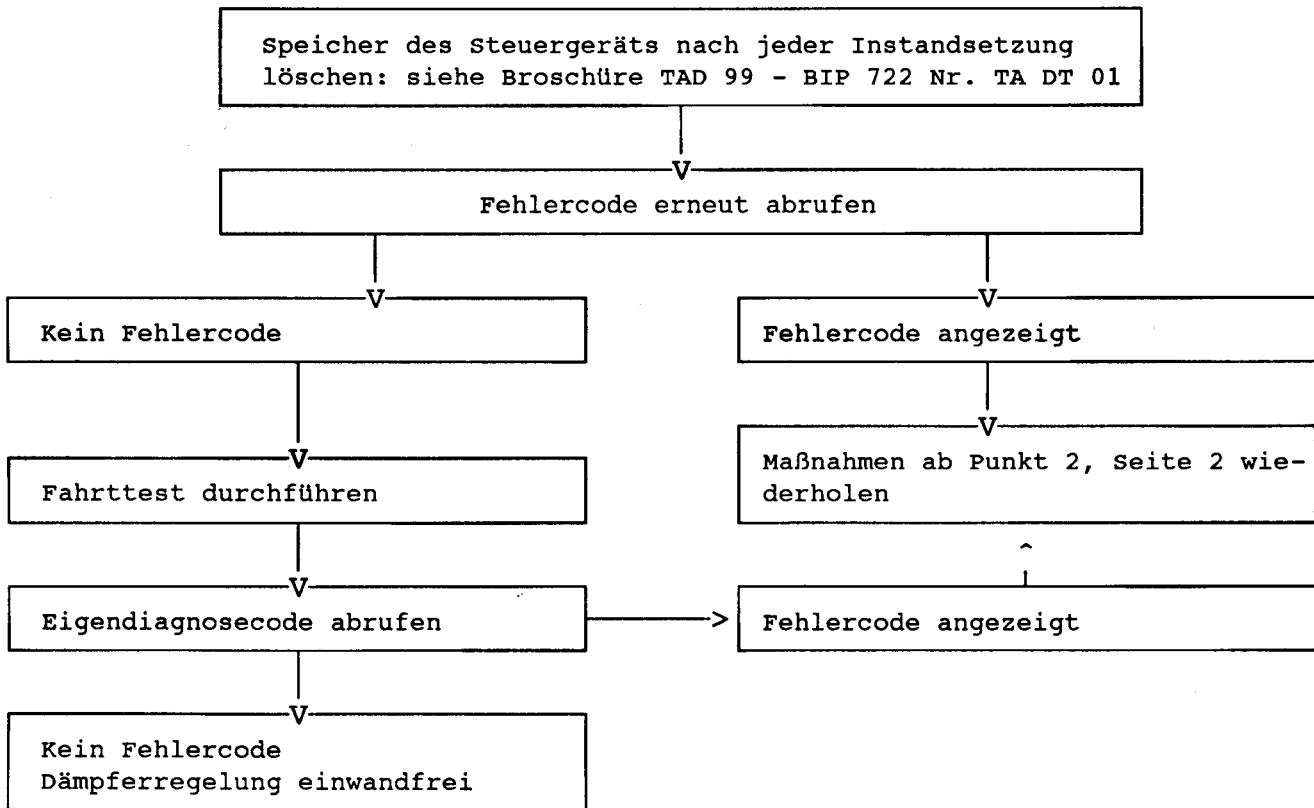 Speicher des Steuergeräts nach jeder Instandsetzung
löschen: siehe Broschüre TAD 99 - BIP 722 Nr. TA DT 01
Fehlercode erneut abrufen
Kein Fehlercode
Fehlercode angezeigt
Maßnahmen ab Punkt 2, Seite 2 wie-
derholen
Fahrttest durchführen
Eigendiagnosecode abrufen
Fehlercode angezeigt
Kein Fehlercode
Dämpferregelung einwandfrei